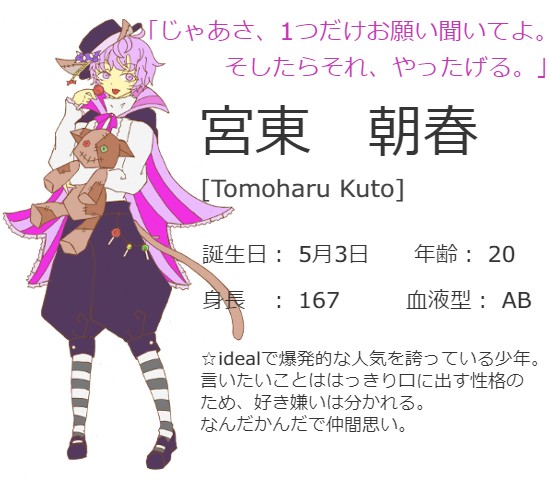 「じゃあさ、1つだけお願い聞いてよ。
そしたらそれ、やったげる。」
宮東　朝春
[Tomoharu Kuto]
誕生日： 5月3日　　年齢： 20
身長　： 167　　　血液型： AB
☆idealで爆発的な人気を誇っている少年。
言いたいことははっきり口に出す性格の
ため、好き嫌いは分かれる。
なんだかんだで仲間思い。